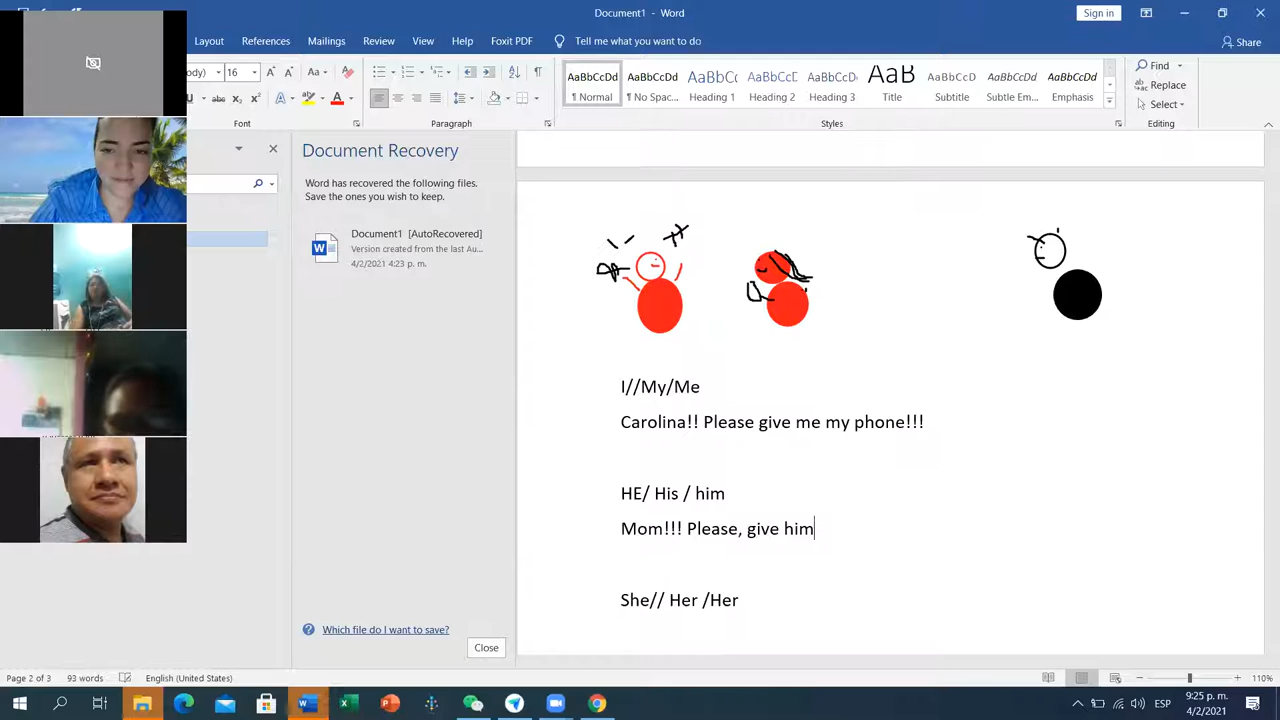 Document1 - Word
Sign in
Layout References Mailings Review View Help Foxit PDF Tell me what you want to do
Share
16 Aa A
AaBbCcDd AaBbCcDd AaBbC AaBbCcC AaBbCcD AaB AaBbCcD AaBbCcDd AaBbCcDd
¶ Normal ¶ No Spac... Heading 1 Heading 2 Heading 3 Title Subtitle Subtle Em... Emphasis
Find
Replace
Select
Font Paragraph Styles Editing
Document Recovery
Word has recovered the following files.
Save the ones you wish to keep.
Document1 [AutoRecovered]
Version created from the last Au...
4/2/2021 4:23 p. m.
I//My/Me
Carolina!! Please give me my phone!!!
HE/ His / him
Mom!!! Please, give him
She// Her /Her
Which file do I want to save?
Close
Page 2 of 3 93 words English (United States) 110%
ESP
9:25 p. m.
4/2/2021